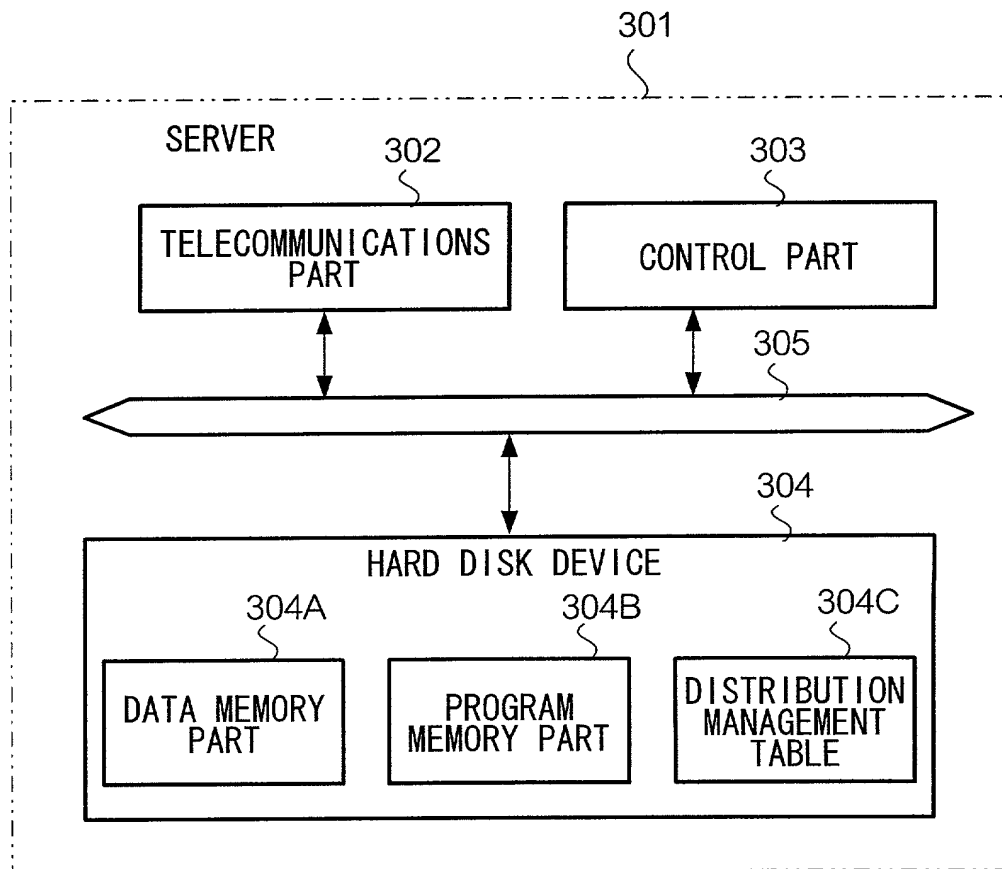 301
SERVER
302
303
TELECOMMUNICATIONS
PART
CONTROL PART
305
304
HARD DISK DEVICE
304A
304B
304C
DATA MEMORY
PART
PROGRAM
MEMORY PART
DISTRIBUTION
MANAGEMENT
TABLE